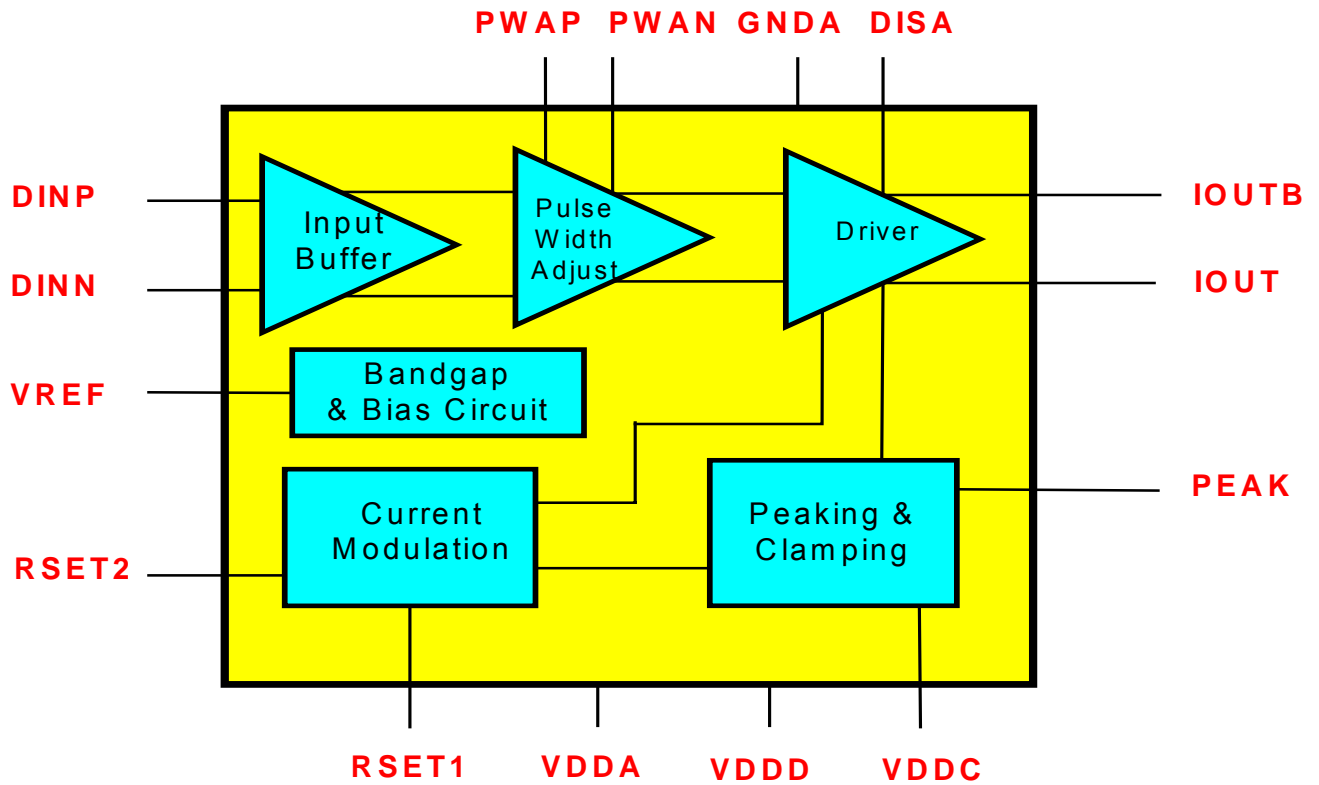 PWAP PWAN GNDA DISA
DINP
DINN
VREF
RSET2
Input
Buffer
Pulse
Width
Adjust
Driver
Bandgap
& Bias Circuit
Current
Modulation
Peaking &
Clamping
IOUTB
IOUT
PEAK
RSET1 VDDA VDDD VDDC